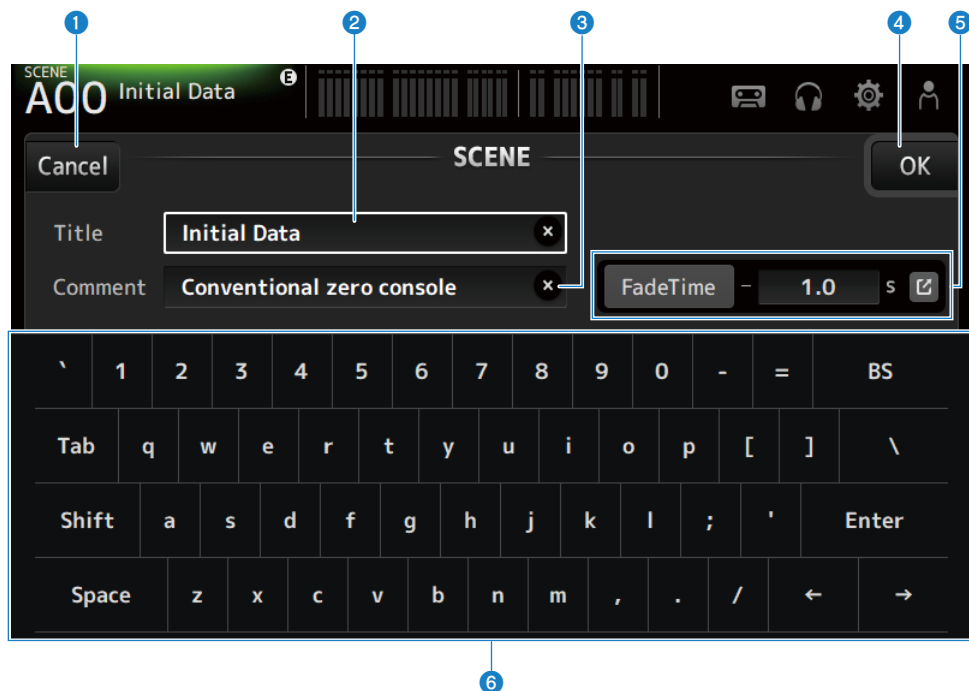 1 2 3 4 5
SCENE
A00 Initial Data E
Cancel SCENE OK
Title Initial Data ×
Comment Conventional zero console × FadeTime – 1.0 s
` 1 2 3 4 5 6 7 8 9 0 - = BS
Tab q w e r t y u i o p [ ] \
Shift a s d f g h j k l ; ' Enter
Space z x c v b n m , . / ← →
6